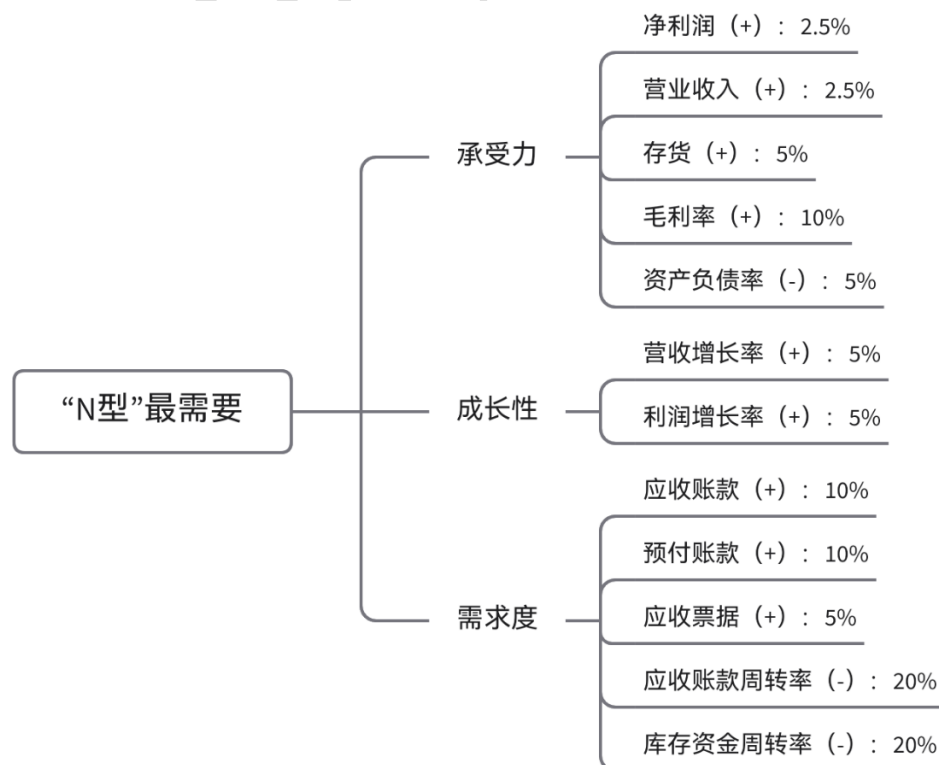 净利润（+）：2.5%
营业收入（+）：2.5%
存货（+）：5%
承受力
毛利率（+）：10%
资产负债率（-）：5%
营收增长率（+）：5%
“N型”最需要
成长性
利润增长率（+）：5%
应收账款（+）：10%
预付账款（+）：10%
需求度
应收票据（+）：5%
应收账款周转率（-）：20%
库存资金周转率（-）：20%